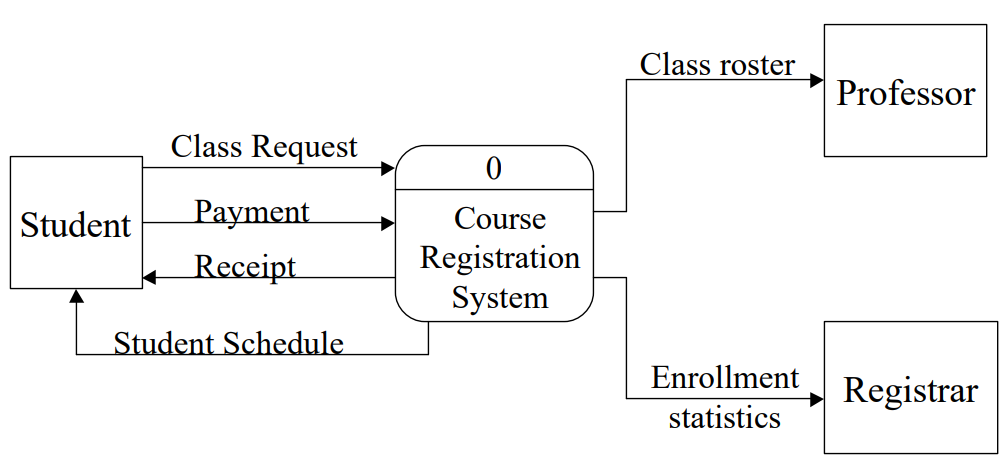 Class roster
Professor
Class Request
0
Student
Payment
Course
Registration
System
Receipt
Student Schedule
Enrollment
statistics
Registrar